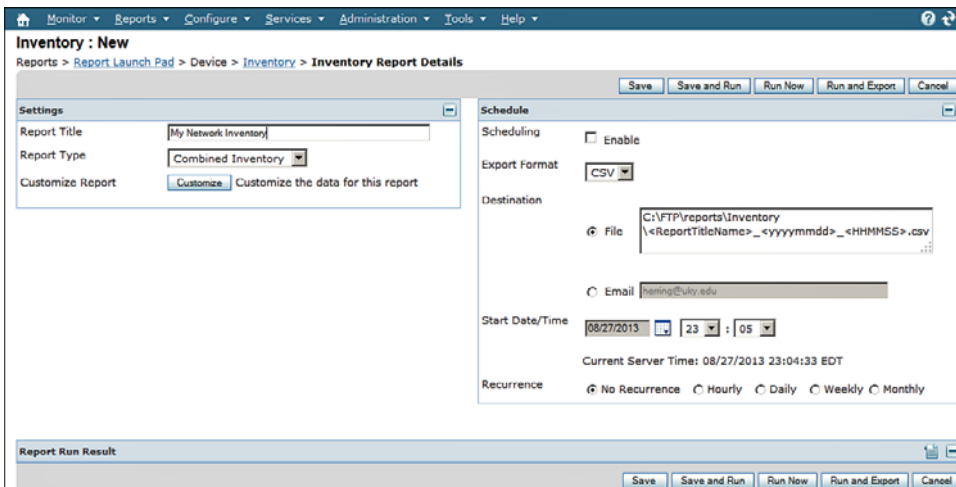 Monitor Reports Configure Services Administration Tools Help
Inventory : New
Reports > Report Launch Pad > Device > Inventory > Inventory Report Details
Save Save and Run Run Now Run and Export Cancel
Settings
Report Title My Network Inventory
Report Type Combined Inventory
Customize Report Customize Customize the data for this report
Schedule
Scheduling Enable
Export Format CSV
Destination
File C:\FTP\reports\Inventory
\<ReportTitleName>_<yyyymmdd>_<HHMMSS>.csv
Email herring@uky.edu
Start Date/Time 08/27/2013 23 : 05
Current Server Time: 08/27/2013 23:04:33 EDT
Recurrence No Recurrence Hourly Daily Weekly Monthly
Report Run Result
Save Save and Run Run Now Run and Export Cancel